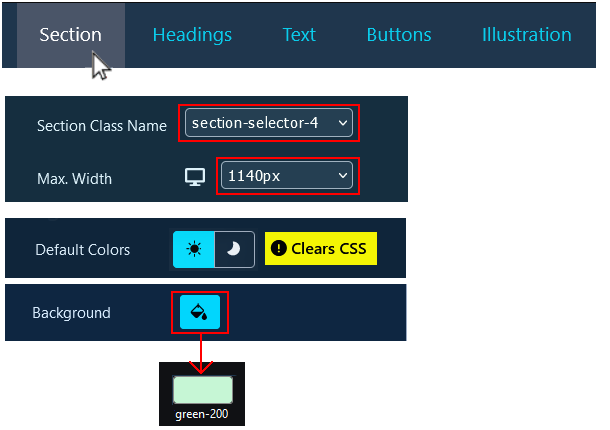 Section Headings Text Buttons Illustration
Section Class Name section-selector-4
Max. Width 1140px
Default Colors Clears CSS
Background
green-200